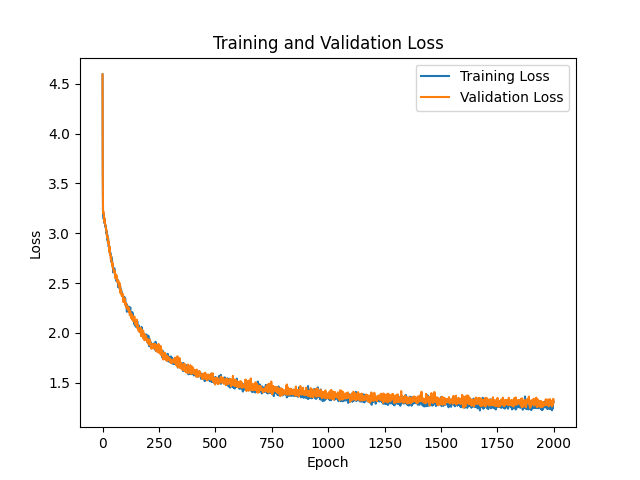 Training and Validation Loss
Training Loss
Validation Loss
4.5
4.0
3.5
3.0
2.5
2.0
1.5
Loss
0 250 500 750 1000 1250 1500 1750 2000
Epoch